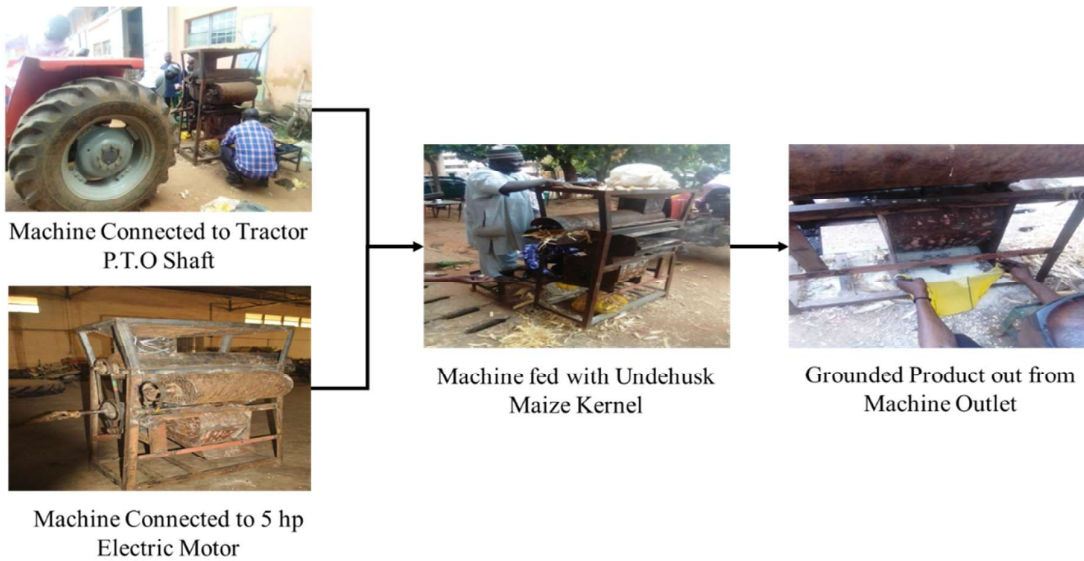 Machine Connected to Tractor
P.T.O Shaft
Machine Connected to 5 hp
Electric Motor
Machine fed with Undehusk
Maize Kernel
Grounded Product out from
Machine Outlet